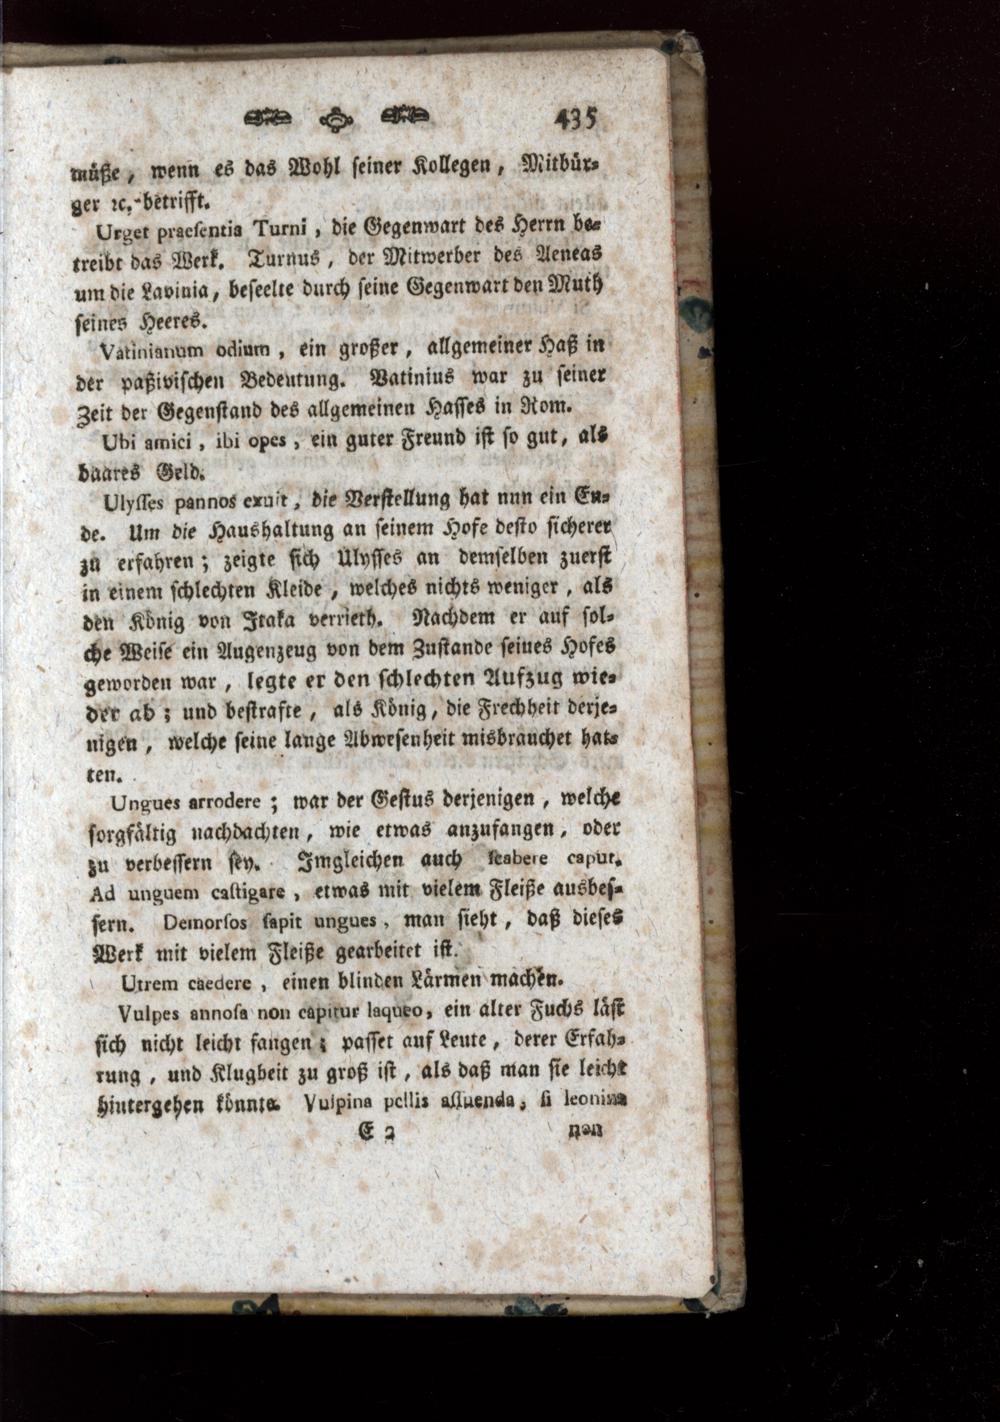 435
müße, wenn es das Wohl seiner Kollegen, Mitbür-
ger ꝛc. betrifft.
Urget praeſentia Turni, die Gegenwart des Herrn be-
treibt das Werk. Turnus, der Mitwerber des Aeneas
um die Lavinia, beseelte durch seine Gegenwart den Muth
seines Heeres.
Vatinianum odium, ein großer, allgemeiner Haß in
der paßivischen Bedeutung. Vatinius war zu seiner
Zeit der Gegenstand des allgemeinen Hasses in Rom.
Ubi amici, ibi opes, ein guter Freund ist so gut, als
baares Geld.
Ulyſſes pannos exuit, die Verstellung hat nun ein En-
de. Um die Haushaltung an seinem Hofe desto sicherer
zu erfahren; zeigte sich Ulysses an demselben zuerst
in einem schlechten Kleide, welches nichts weniger, als
den König von Itaka verrieth. Nachdem er auf sol-
che Weise ein Augenzeug von dem Zustande seines Hofes
geworden war, legte er den schlechten Aufzug wie-
der ab; und bestrafte, als König, die Frechheit derje-
nigen, welche seine lange Abwesenheit misbrauchet hat-
ten.
Ungues arrodere; war der Gestus derjenigen, welche
sorgfältig nachdachten, wie etwas anzufangen, oder
zu verbessern sey. Imgleichen auch ſcabere caput.
Ad unguem caſtigare, etwas mit vielem Fleiße ausbes-
sern. Demorſos ſapit ungues, man sieht, daß dieses
Werk mit vielem Fleiße gearbeitet ist.
Utrem caedere, einen blinden Lärmen machen.
Vulpes annoſa non capitur laqueo, ein alter Fuchs läst
sich nicht leicht fangen; passet auf Leute, derer Erfah-
rung, und Klugheit zu groß ist, als daß man sie leicht
hintergehen könnte. Vulpina pellis aſſuenda, ſi leonina
E 2 non